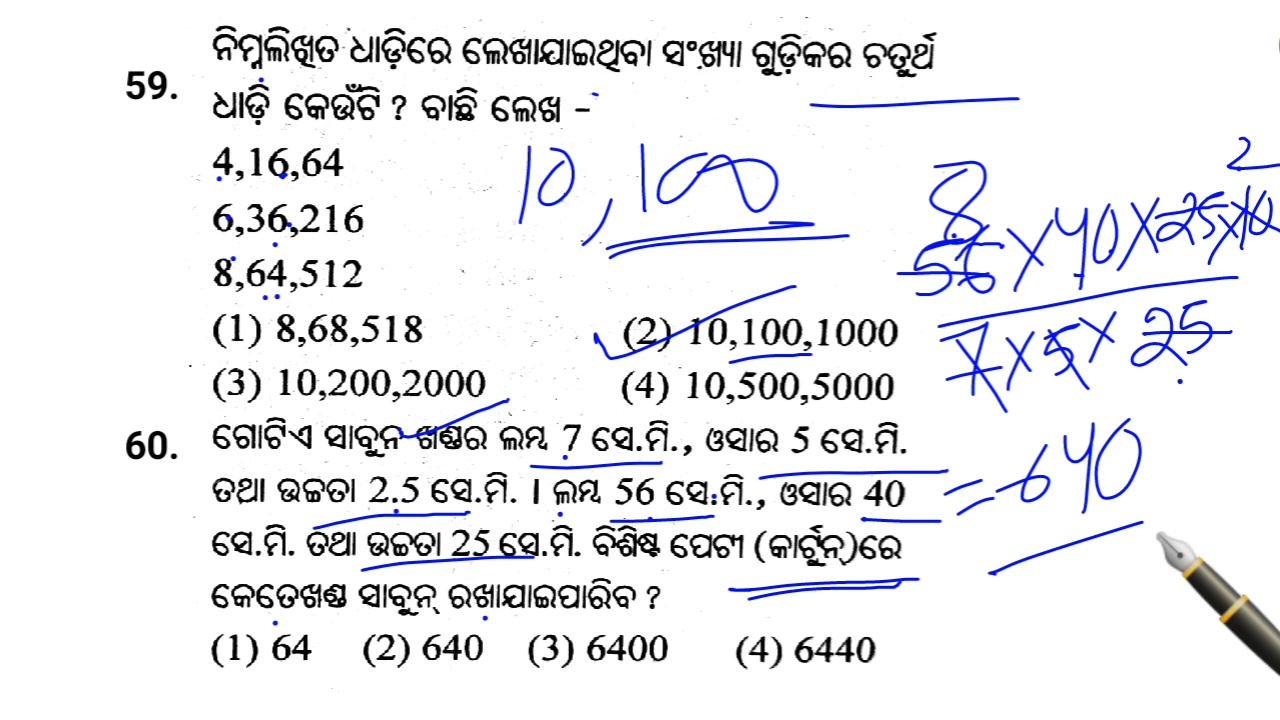 59. ନିମ୍ନଲିଖିତ ଧାଡ଼ିରେ ଲେଖାଯାଇଥିବା ସଂଖ୍ୟା ଗୁଡ଼ିକର ଚତୁର୍ଥ
ଧାଡ଼ି କେଉଁଟି ? ବାଛି ଲେଖ –
4,16,64
6,36,216
8,64,512
10, 100
(1) 8,68,518 (2) 10,100,1000
(3) 10,200,2000 (4) 10,500,5000
8 2
56 × 40 × 25 × 10
7 × 5 × 25
= 640
60. ଗୋଟିଏ ସାବୁନ ଖଣ୍ଡର ଲମ୍ବ 7 ସେ.ମି., ଓସାର 5 ସେ.ମି.
ତଥା ଉଚ୍ଚତା 2.5 ସେ.ମି. । ଲମ୍ବ 56 ସେ.ମି., ଓସାର 40
ସେ.ମି. ତଥା ଉଚ୍ଚତା 25 ସେ.ମି. ବିଶିଷ୍ଟ ପେଟୀ (କାର୍ଟୁନ୍)ରେ
କେତେଖଣ୍ଡ ସାବୁନ୍ ରଖାଯାଇପାରିବ ?
(1) 64 (2) 640 (3) 6400 (4) 6440